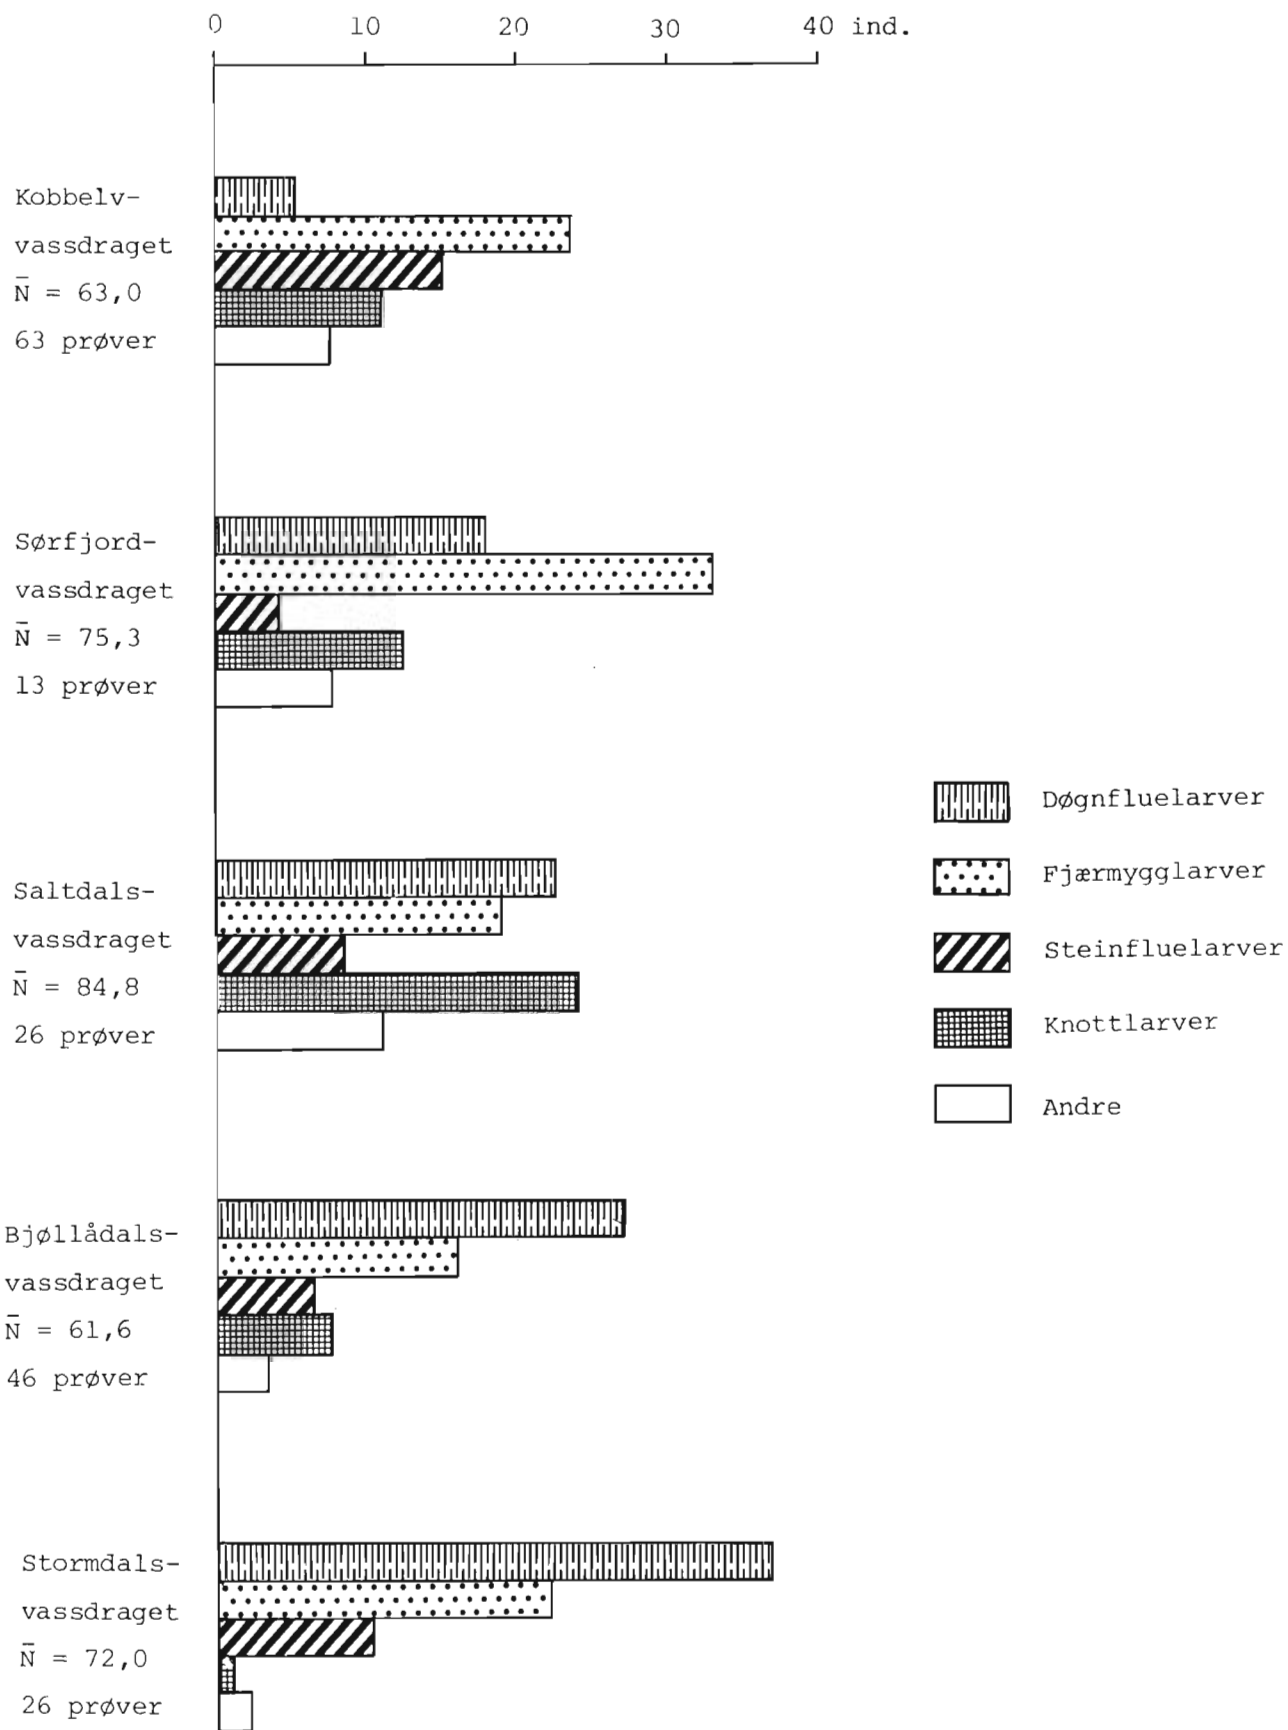 0 10 20 30 40 ind.
Kobbelv-
vassdraget
N̄ = 63,0
63 prøver
Sørfjord-
vassdraget
N̄ = 75,3
13 prøver
Saltdals-
vassdraget
N̄ = 84,8
26 prøver
Bjøllådals-
vassdraget
N̄ = 61,6
46 prøver
Stormdals-
vassdraget
N̄ = 72,0
26 prøver
Døgnfluelarver
Fjærmygglarver
Steinfluelarver
Knottlarver
Andre